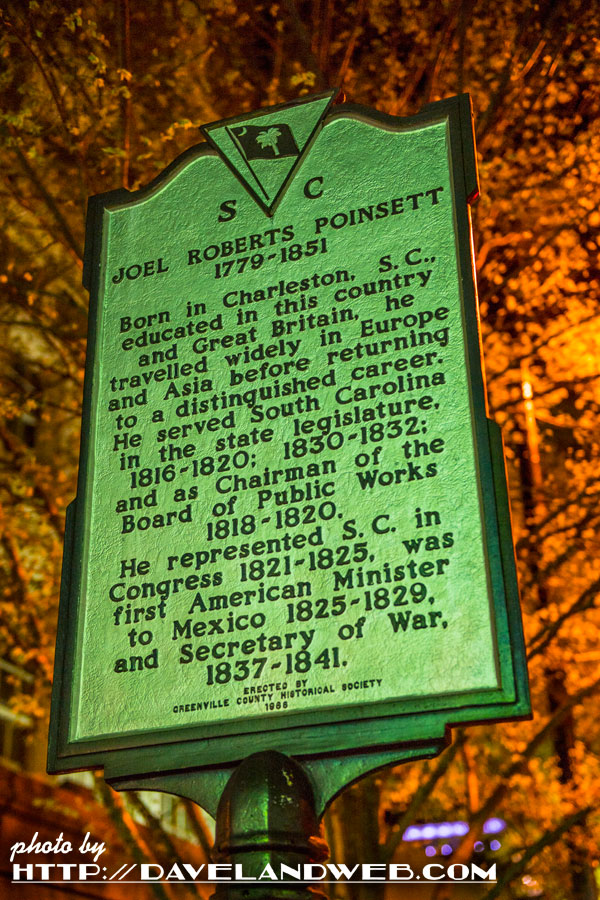 S C
JOEL ROBERTS POINSETT
1779-1851
Born in Charleston, S.C.,
educated in this country
and Great Britain, he
travelled widely in Europe
and Asia before returning
to a distinguished career.
He served South Carolina
in the state legislature,
1816-1820; 1830-1832;
and as Chairman of the
Board of Public Works
1818-1820.
He represented S.C. in
Congress 1821-1825, was
first American Minister
to Mexico 1825-1829,
and Secretary of War,
1837-1841.
ERECTED BY
GREENVILLE COUNTY HISTORICAL SOCIETY
1966
photo by
HTTP://DAVELANDWEB.COM